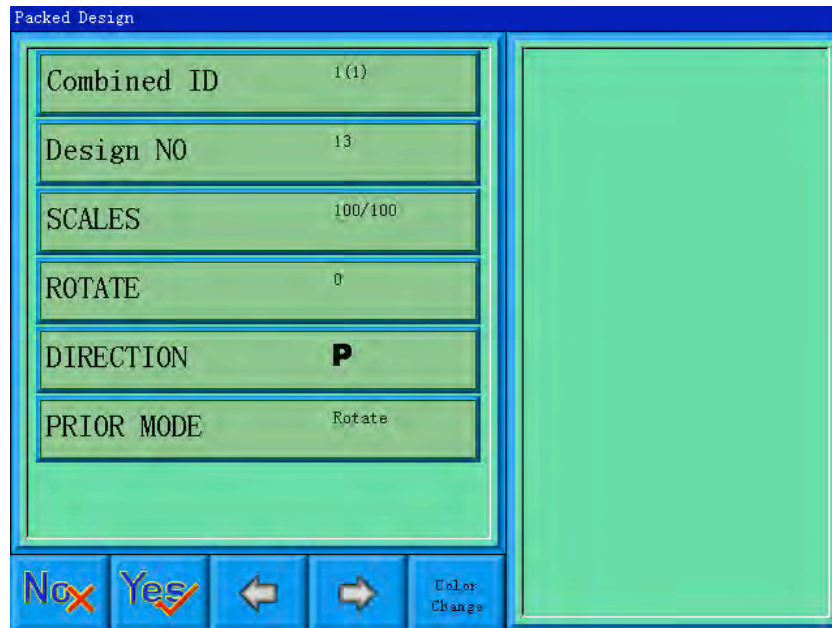 Packed Design
Combined ID 1(1)
Design NO 13
SCALES 100/100
ROTATE 0
DIRECTION P
PRIOR MODE Rotate
No Yes Color
Change